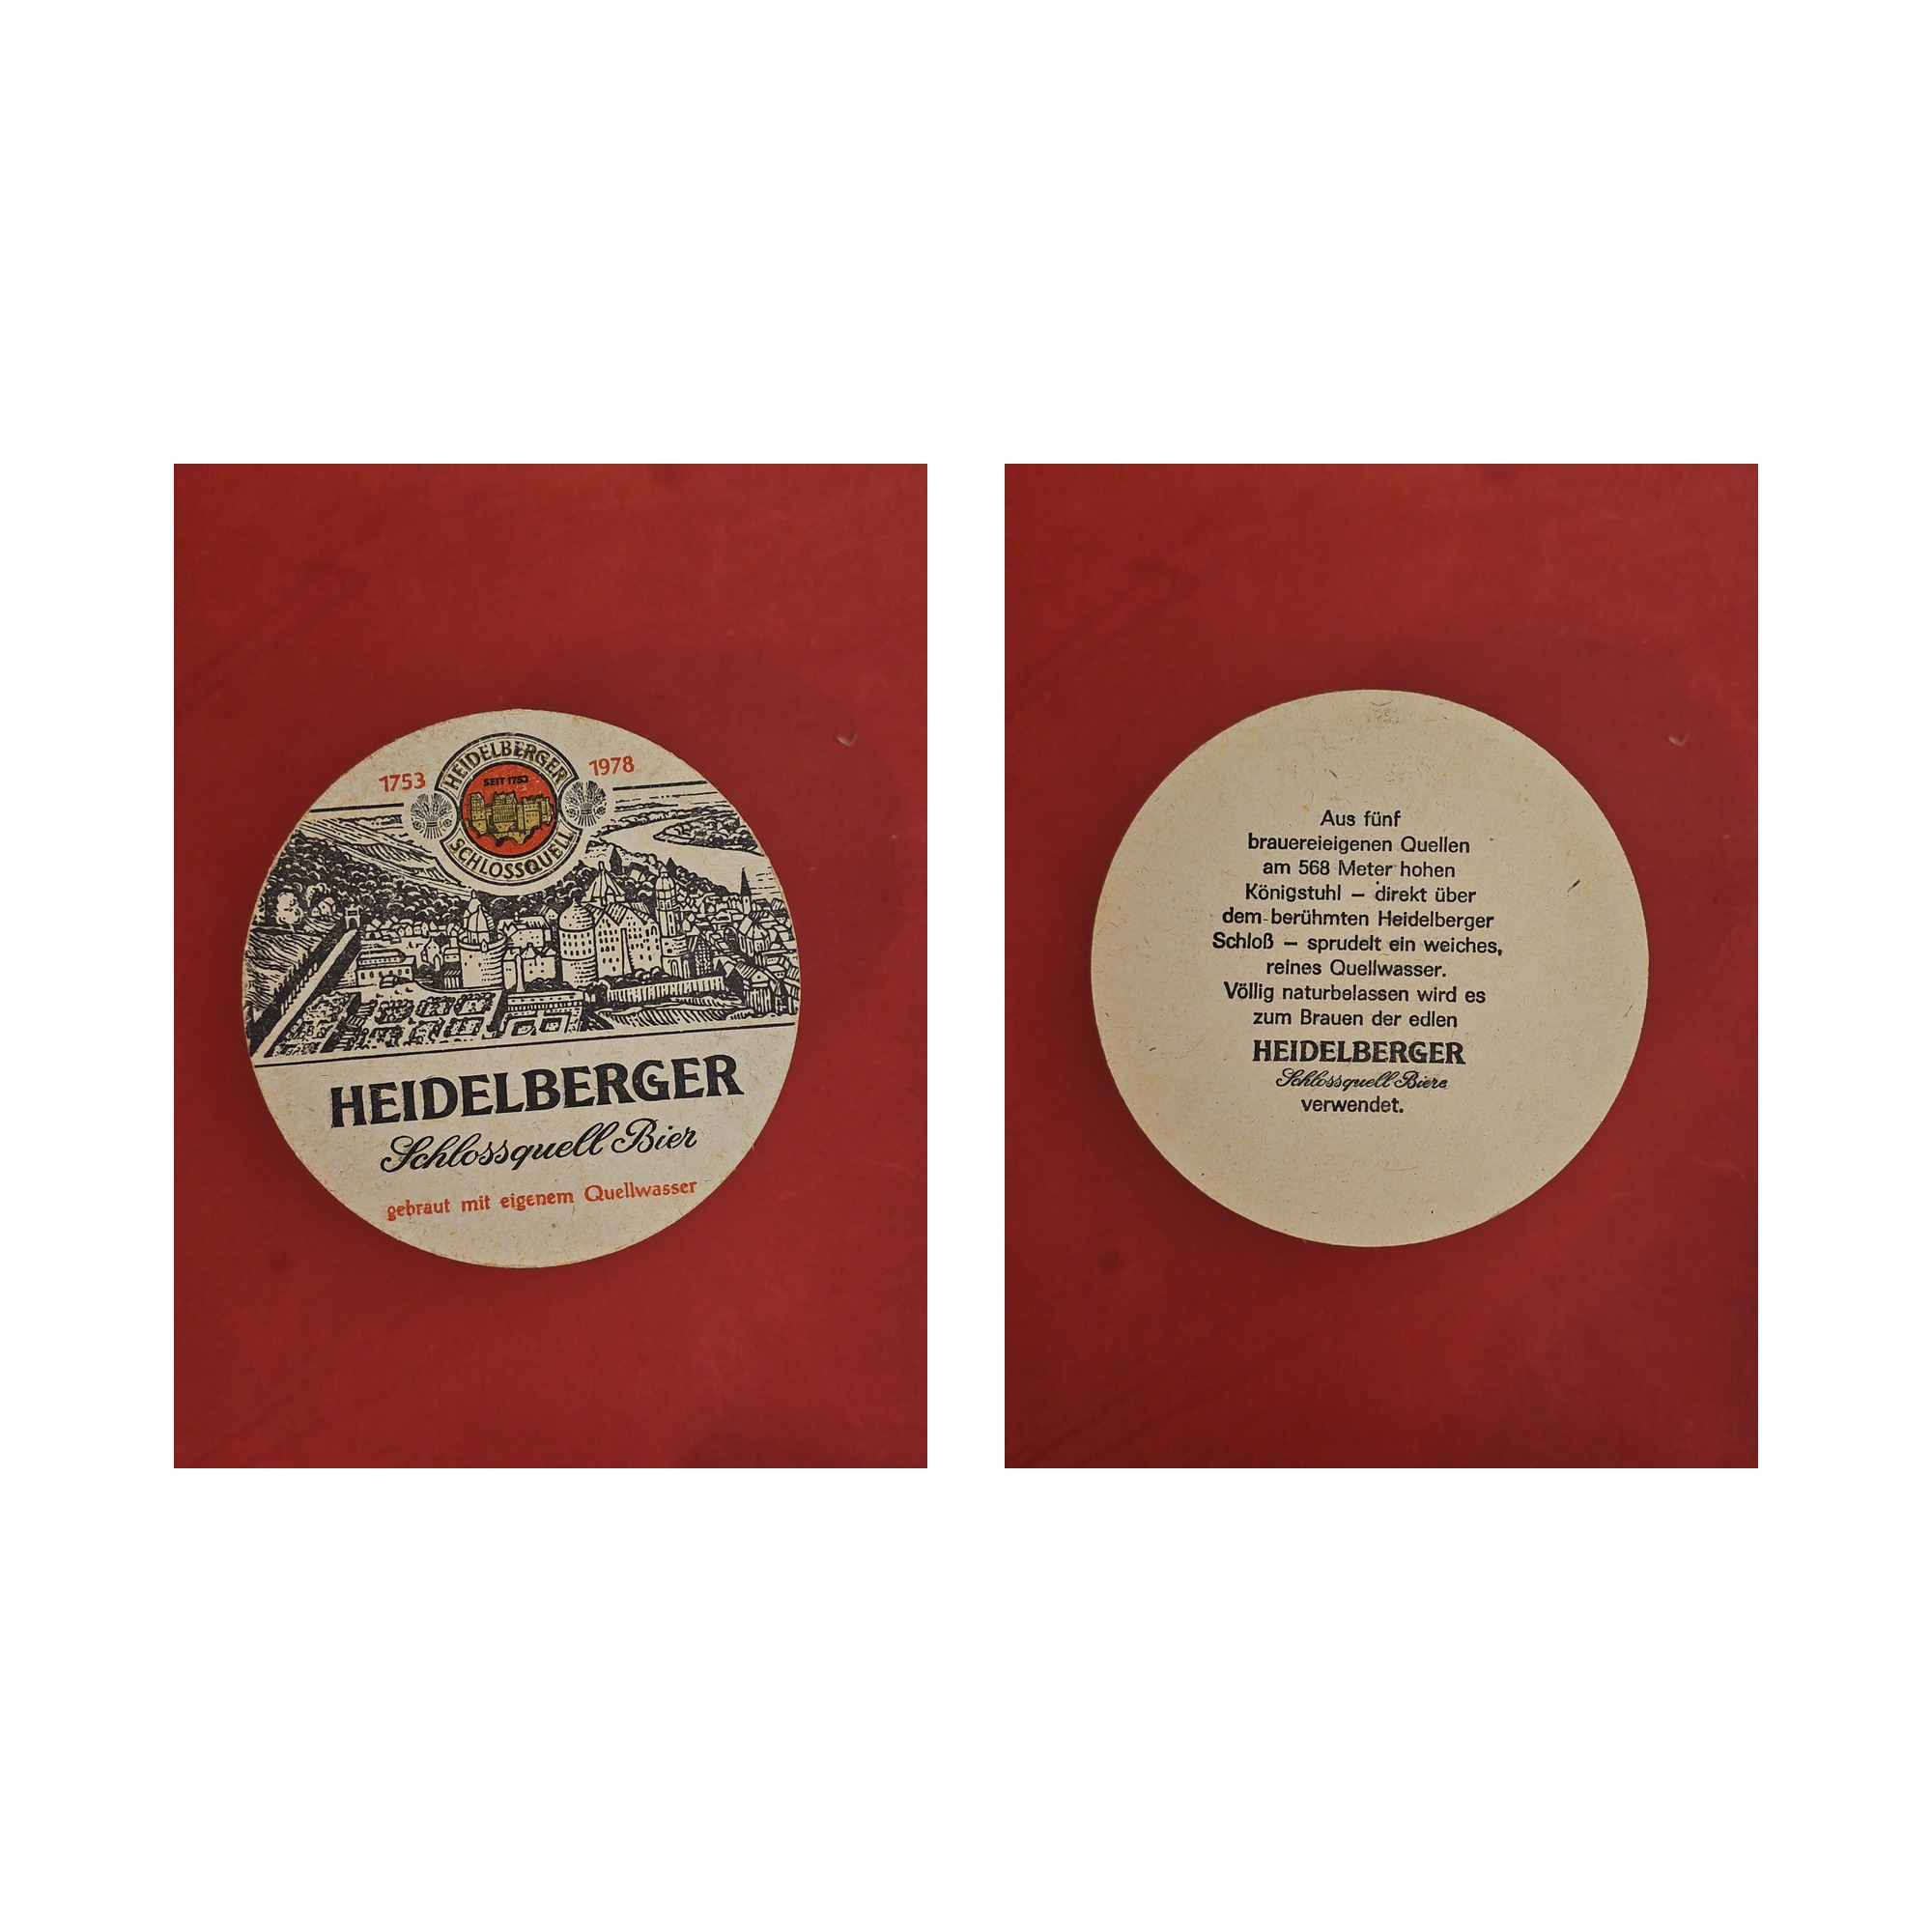 1753
HEIDELBERGER
1978
SEIT 1753
SCHLOSSQUELL
HEIDELBERGER
Schlossquell Bier
gebraut mit eigenem Quellwasser
Aus fünf
brauereieigenen Quellen
am 568 Meter hohen
Königstuhl – direkt über
dem berühmten Heidelberger
Schloß – sprudelt ein weiches,
reines Quellwasser.
Völlig naturbelassen wird es
zum Brauen der edlen
HEIDELBERGER
Schlossquell Biere
verwendet.